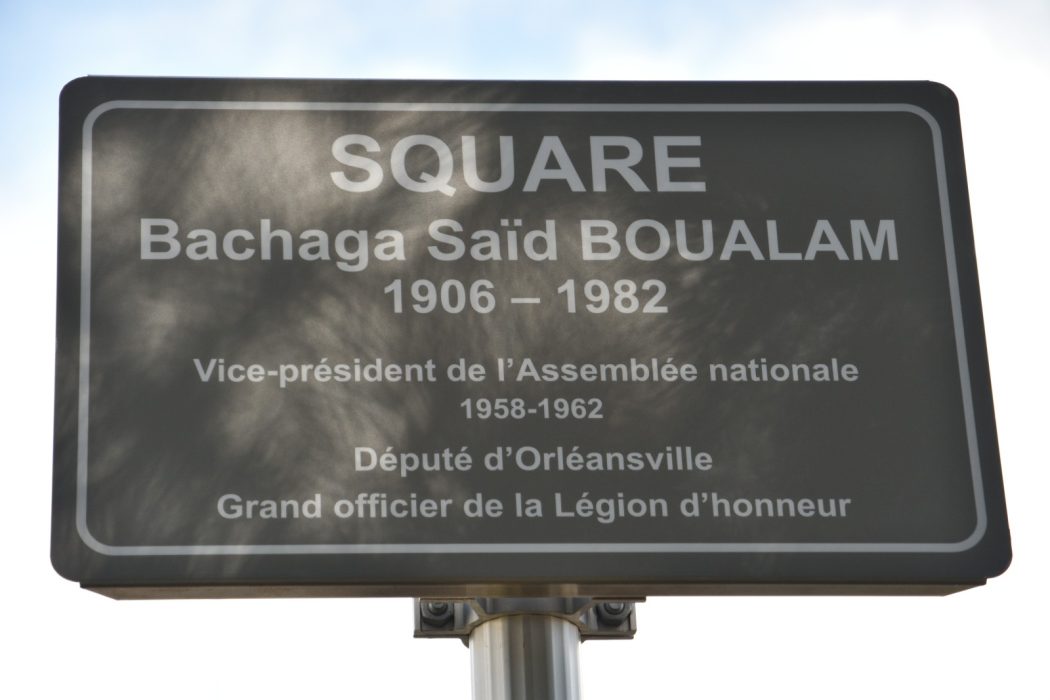 SQUARE
Bachaga Saïd BOUALAM
1906 – 1982
Vice-président de l’Assemblée nationale
1958-1962
Député d’Orléansville
Grand officier de la Légion d’honneur